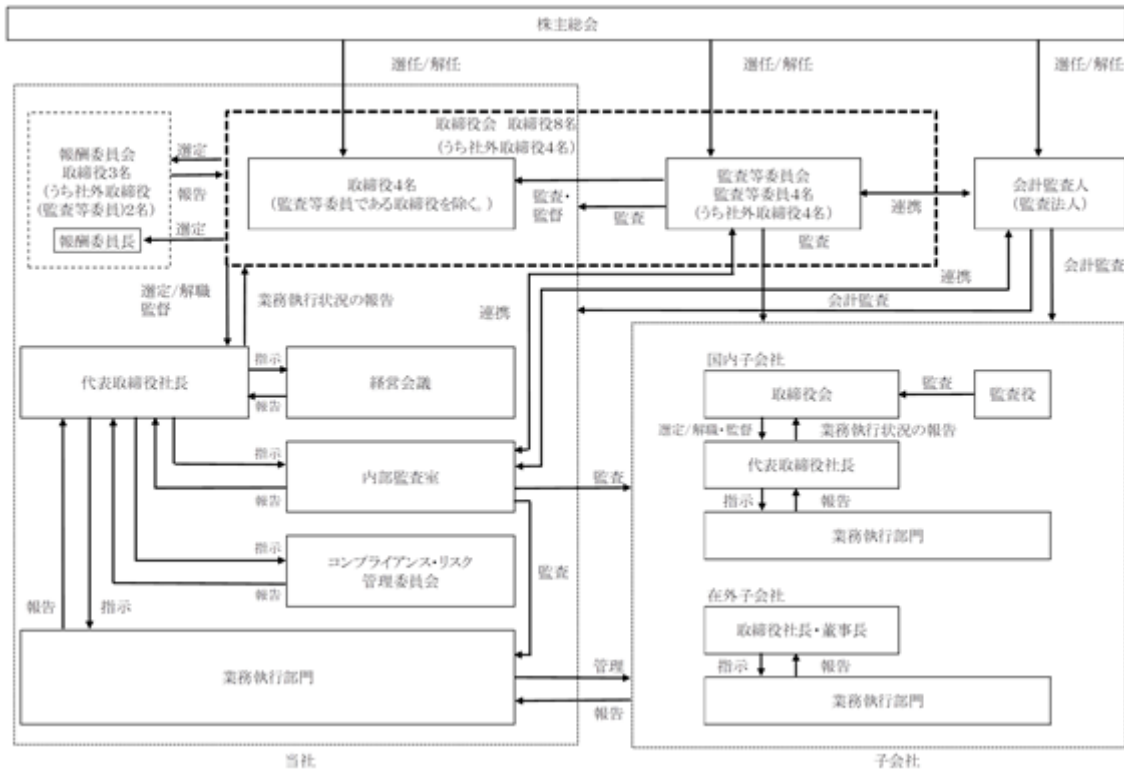 株主総会
選任/解任
選任/解任
選任/解任
取締役会 取締役8名
(うち社外取締役4名)
報酬委員会
取締役3名
(うち社外取締役
(監査等委員)2名)
報酬委員長
選定
報告
選定
取締役4名
(監査等委員である取締役を除く。)
監査・
監督
監査
監査等委員会
監査等委員4名
(うち社外取締役4名)
監査
連携
会計監査人
(監査法人)
会計監査
選定/解職
監督
業務執行状況の報告
連携
会計監査
連携
代表取締役社長
指示
報告
経営会議
指示
報告
内部監査室
監査
指示
報告
コンプライアンス・リスク
管理委員会
監査
報告
指示
業務執行部門
管理
報告
当社
国内子会社
取締役会
監査
監査役
選定/解職・監督
業務執行状況の報告
代表取締役社長
指示
報告
業務執行部門
在外子会社
取締役社長・董事長
指示
報告
業務執行部門
子会社